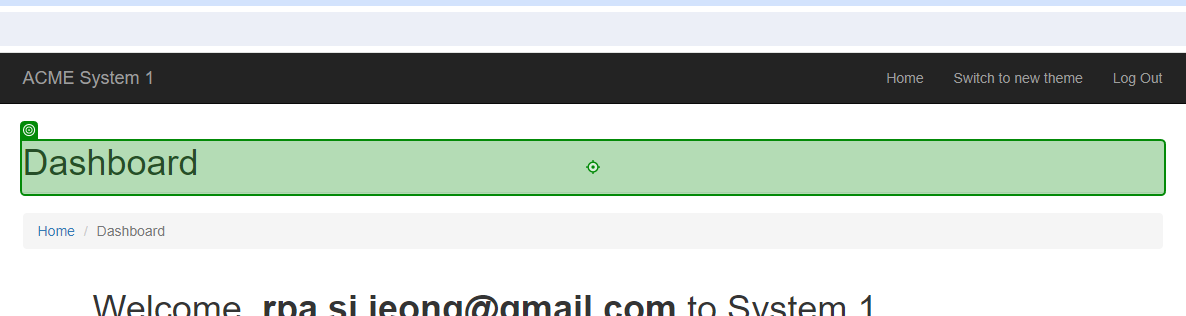 ACME System 1
Home Switch to new theme Log Out
Dashboard
Home / Dashboard
Welcome, rpa.si.jeong@gmail.com to System 1